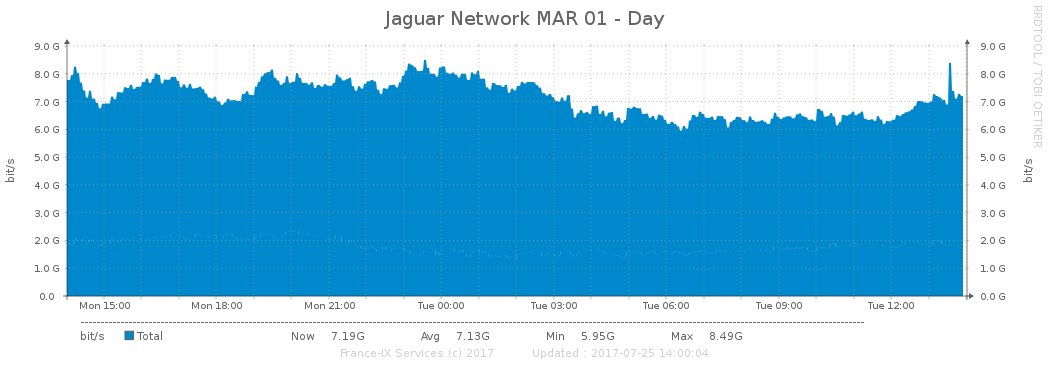 Jaguar Network MAR 01 - Day
RRDTOOL / TOBI OETIKER
9.0 G 9.0 G
8.0 G 8.0 G
7.0 G 7.0 G
6.0 G 6.0 G
5.0 G 5.0 G
4.0 G 4.0 G
3.0 G 3.0 G
2.0 G 2.0 G
1.0 G 1.0 G
0.0 0.0 G
bit/s
bit/s
Mon 15:00 Mon 18:00 Mon 21:00 Tue 00:00 Tue 03:00 Tue 06:00 Tue 09:00 Tue 12:00
bit/s Total Now 7.19G Avg 7.13G Min 5.95G Max 8.49G
France-IX Services (c) 2017 Updated : 2017-07-25 14:00:04